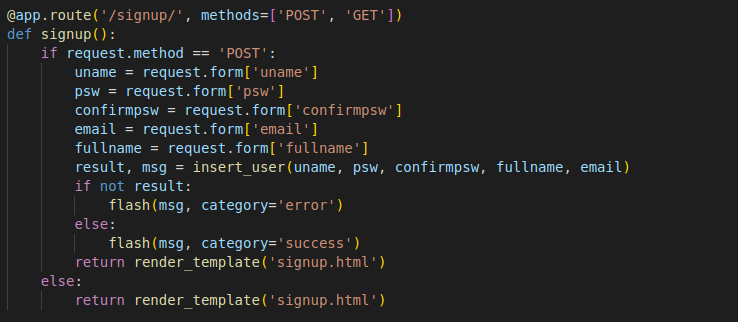 @app.route('/signup/', methods=['POST', 'GET'])
def signup():
    if request.method == 'POST':
        uname = request.form['uname']
        psw = request.form['psw']
        confirmpsw = request.form['confirmpsw']
        email = request.form['email']
        fullname = request.form['fullname']
        result, msg = insert_user(uname, psw, confirmpsw, fullname, email)
        if not result:
            flash(msg, category='error')
        else:
            flash(msg, category='success')
        return render_template('signup.html')
    else:
        return render_template('signup.html')